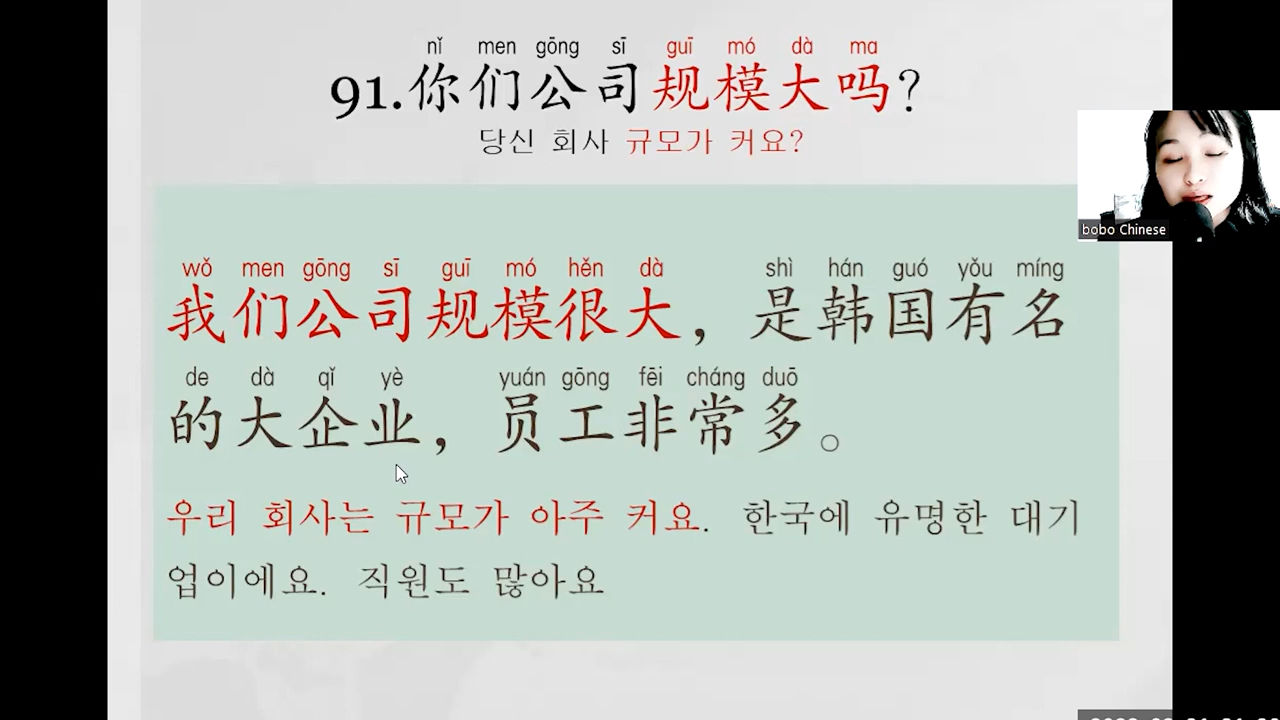 nǐ men gōng sī guī mó dà ma
91.你们公司规模大吗?
당신 회사 규모가 커요?
bobo Chinese
wǒ men gōng sī guī mó hěn dà shì hán guó yǒu míng
我们公司规模很大，是韩国有名
de dà qǐ yè yuán gōng fēi cháng duō
的大企业，员工非常多。
우리 회사는 규모가 아주 커요. 한국에 유명한 대기
업이에요. 직원도 많아요